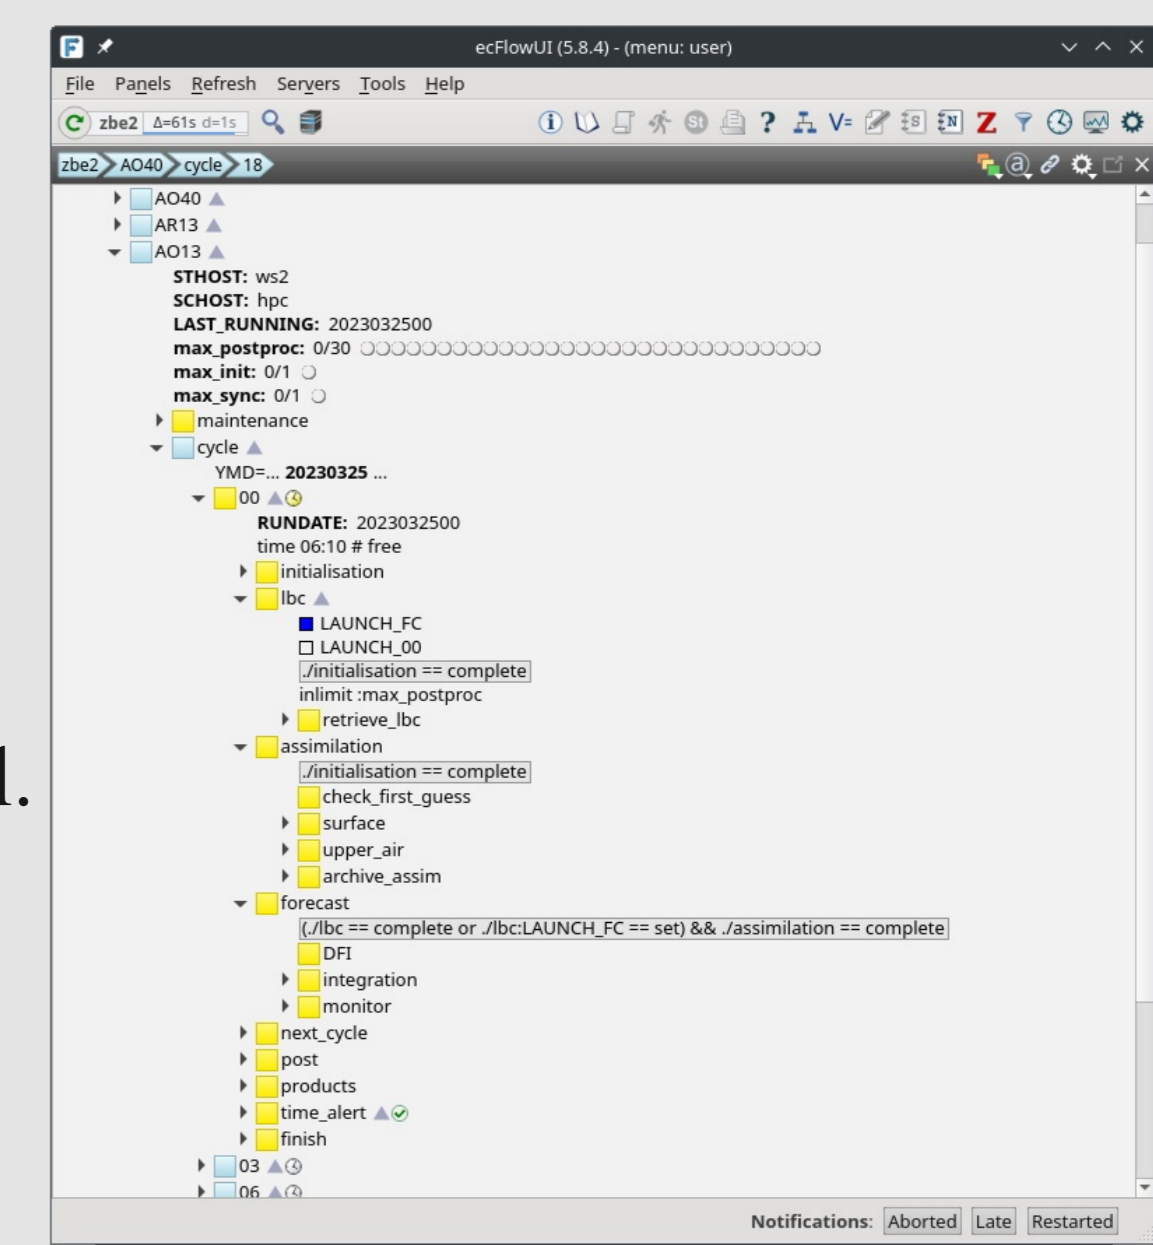 ecFlowUI (5.8.4) - (menu: user)
File Panels Refresh Servers Tools Help
zbe2 Δ=61s d=1s
zbe2 AO40 cycle 18
AO40
AR13
AO13
STHOST: ws2
SCHOST: hpc
LAST_RUNNING: 2023032500
max_postproc: 0/30
max_init: 0/1
max_sync: 0/1
maintenance
cycle
YMD=... 20230325 ...
00
RUNDATE: 2023032500
time 06:10 # free
initialisation
lbc
LAUNCH_FC
LAUNCH_00
./initialisation == complete
inlimit :max_postproc
retrieve_lbc
assimilation
./initialisation == complete
check_first_guess
surface
upper_air
archive_assim
forecast
(./lbc == complete or ./lbc:LAUNCH_FC == set) && ./assimilation == complete
DFI
integration
monitor
next_cycle
post
products
time_alert
finish
03
06
Notifications: Aborted Late Restarted